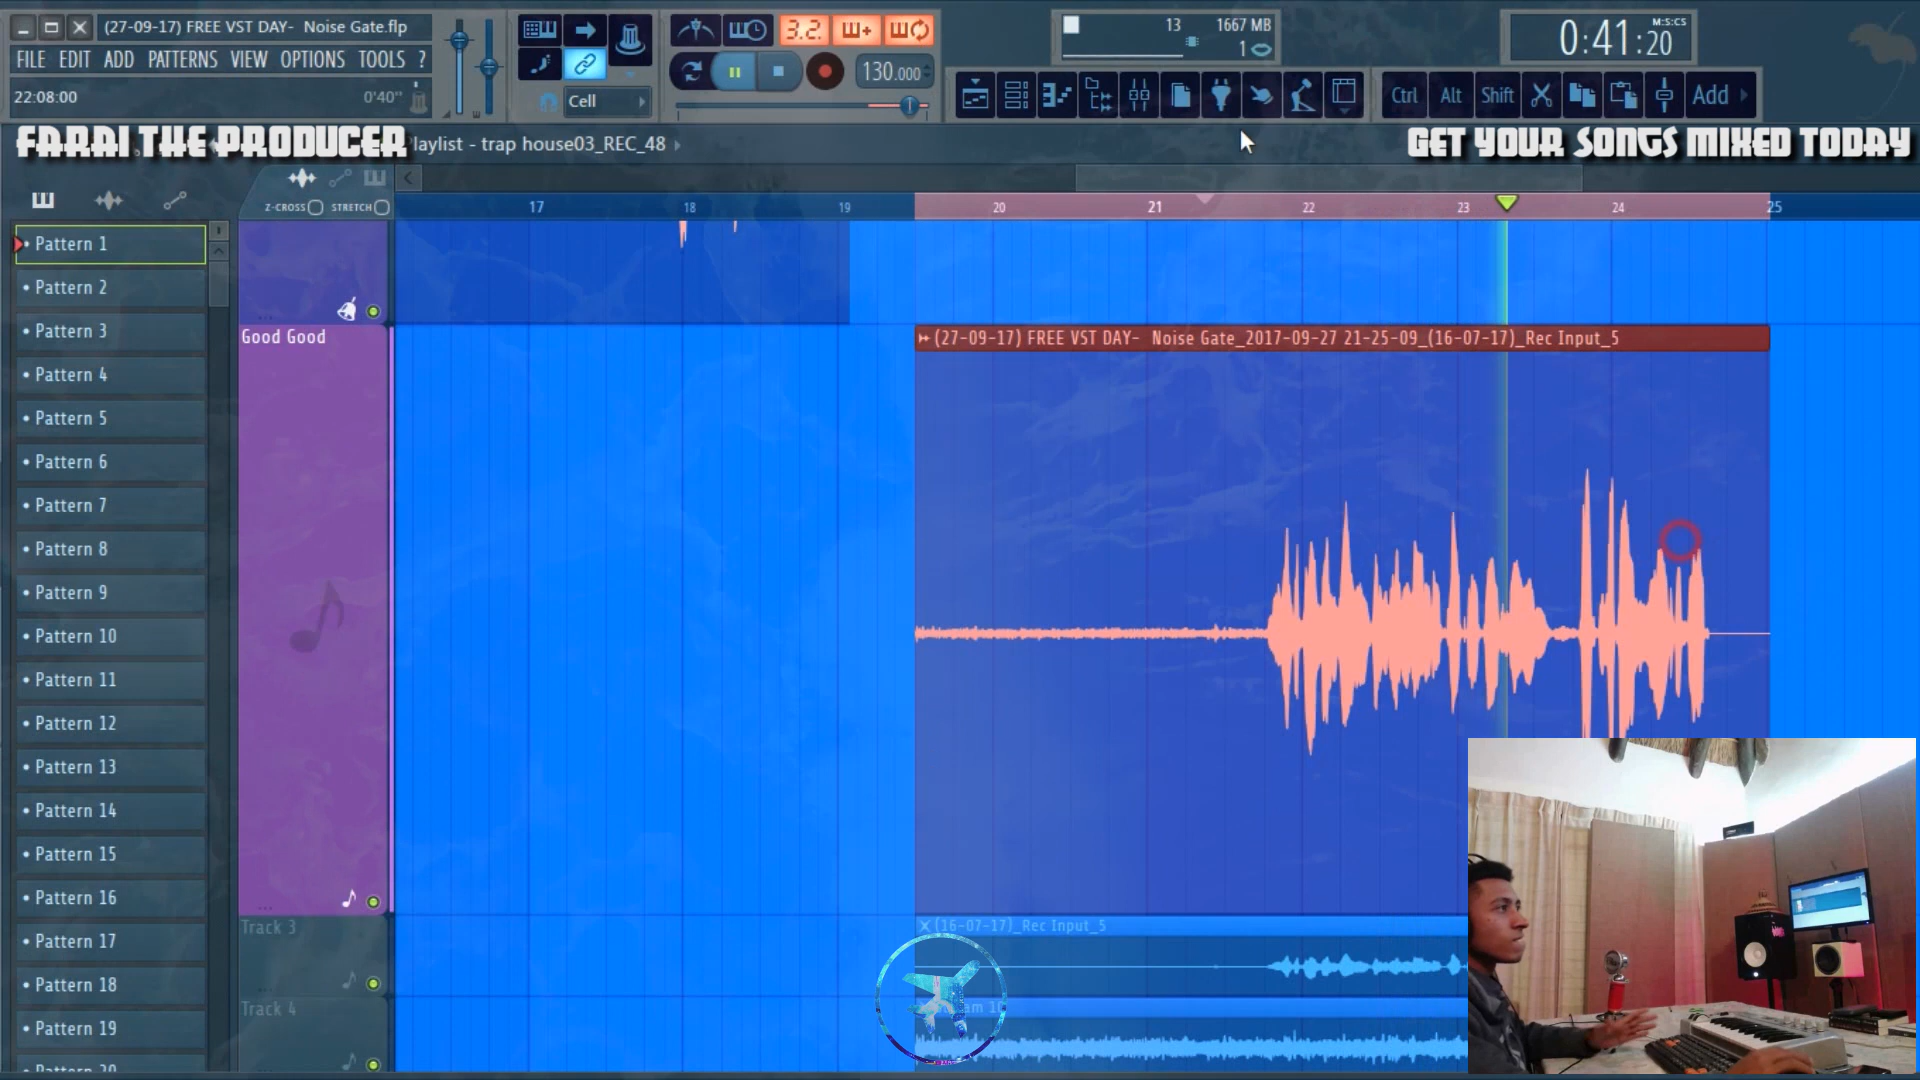 (27-09-17) FREE VST DAY-  Noise Gate.flp
FILE EDIT ADD PATTERNS VIEW OPTIONS TOOLS ?
22:08:00 0'40"
3.2.
130.000
Cell
13 1667 MB
1
0:41:20 M:S:CS
Ctrl Alt Shift Add
FARAI THE PRODUCER
laylist - trap house03_REC_48
GET YOUR SONGS MIXED TODAY
Z-CROSS STRETCH
17 18 19 20 21 22 23 24 25
Pattern 1
Pattern 2
Pattern 3
Pattern 4
Pattern 5
Pattern 6
Pattern 7
Pattern 8
Pattern 9
Pattern 10
Pattern 11
Pattern 12
Pattern 13
Pattern 14
Pattern 15
Pattern 16
Pattern 17
Pattern 18
Pattern 19
Good Good
(27-09-17) FREE VST DAY-  Noise Gate_2017-09-27 21-25-09_(16-07-17)_Rec Input_5
Track 3
(16-07-17)_Rec Input_5
Track 4